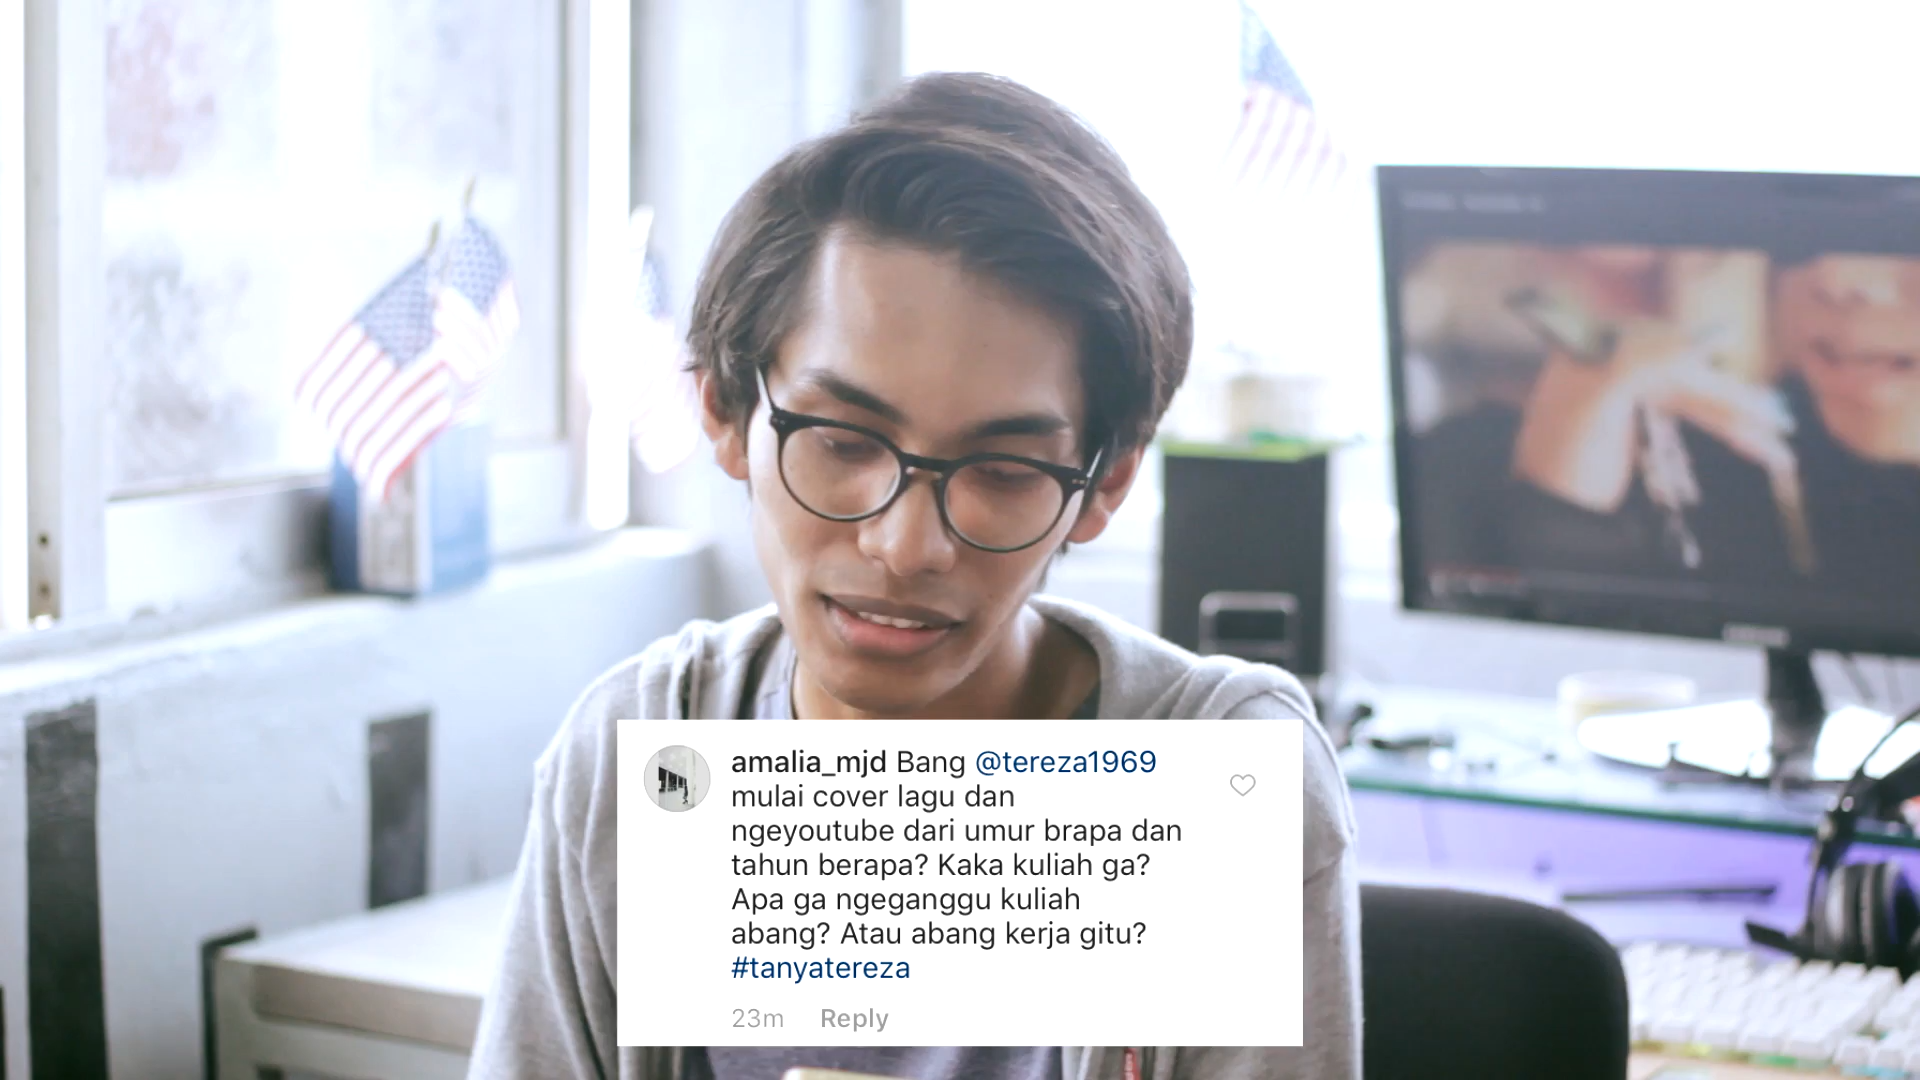 amalia_mjd Bang @tereza1969
mulai cover lagu dan
ngeyoutube dari umur brapa dan
tahun berapa? Kaka kuliah ga?
Apa ga ngeganggu kuliah
abang? Atau abang kerja gitu?
#tanyatereza
23m Reply